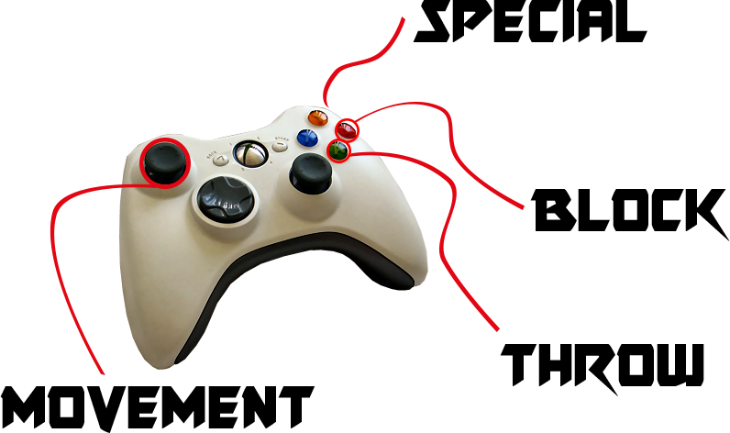 SPECIAL
BLOCK
THROW
MOVEMENT